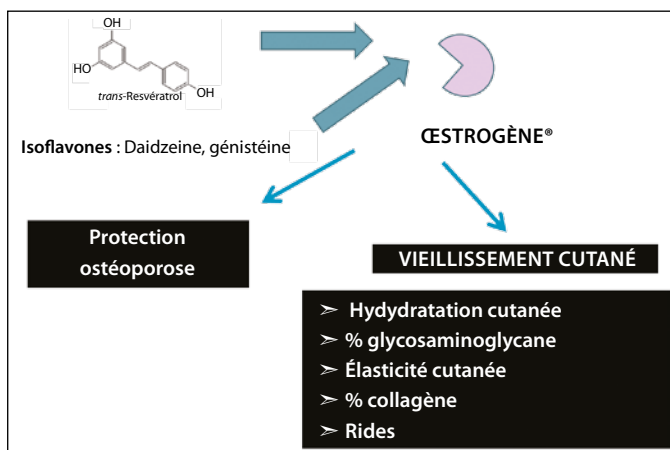 OH
HO
OH
trans-Resvératrol
Isoflavones : Daidzeine, génistéine
ŒSTROGÈNE®
Protection
ostéoporose
VIEILLISSEMENT CUTANÉ
➣ Hydydratation cutanée
➣ % glycosaminoglycane
➣ Élasticité cutanée
➣ % collagène
➣ Rides